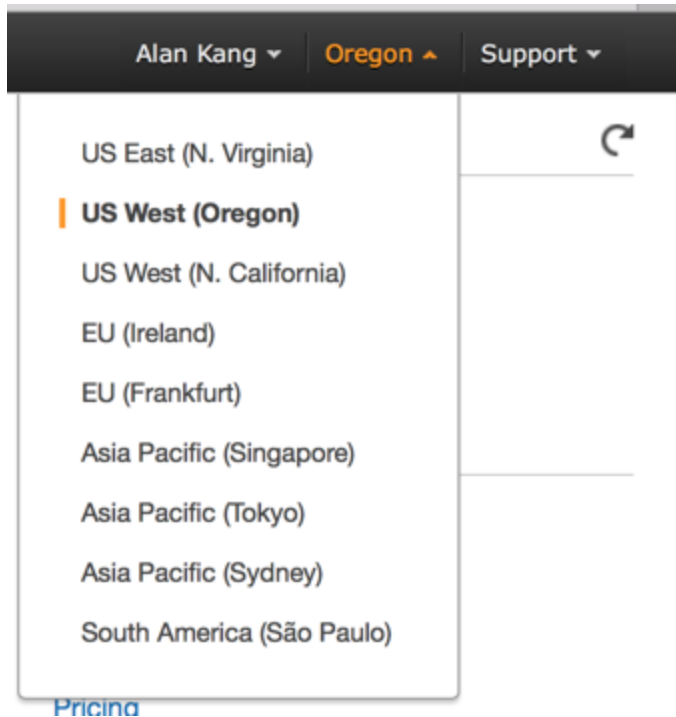 Alan Kang Oregon Support
US East (N. Virginia)
US West (Oregon)
US West (N. California)
EU (Ireland)
EU (Frankfurt)
Asia Pacific (Singapore)
Asia Pacific (Tokyo)
Asia Pacific (Sydney)
South America (São Paulo)
Pricing